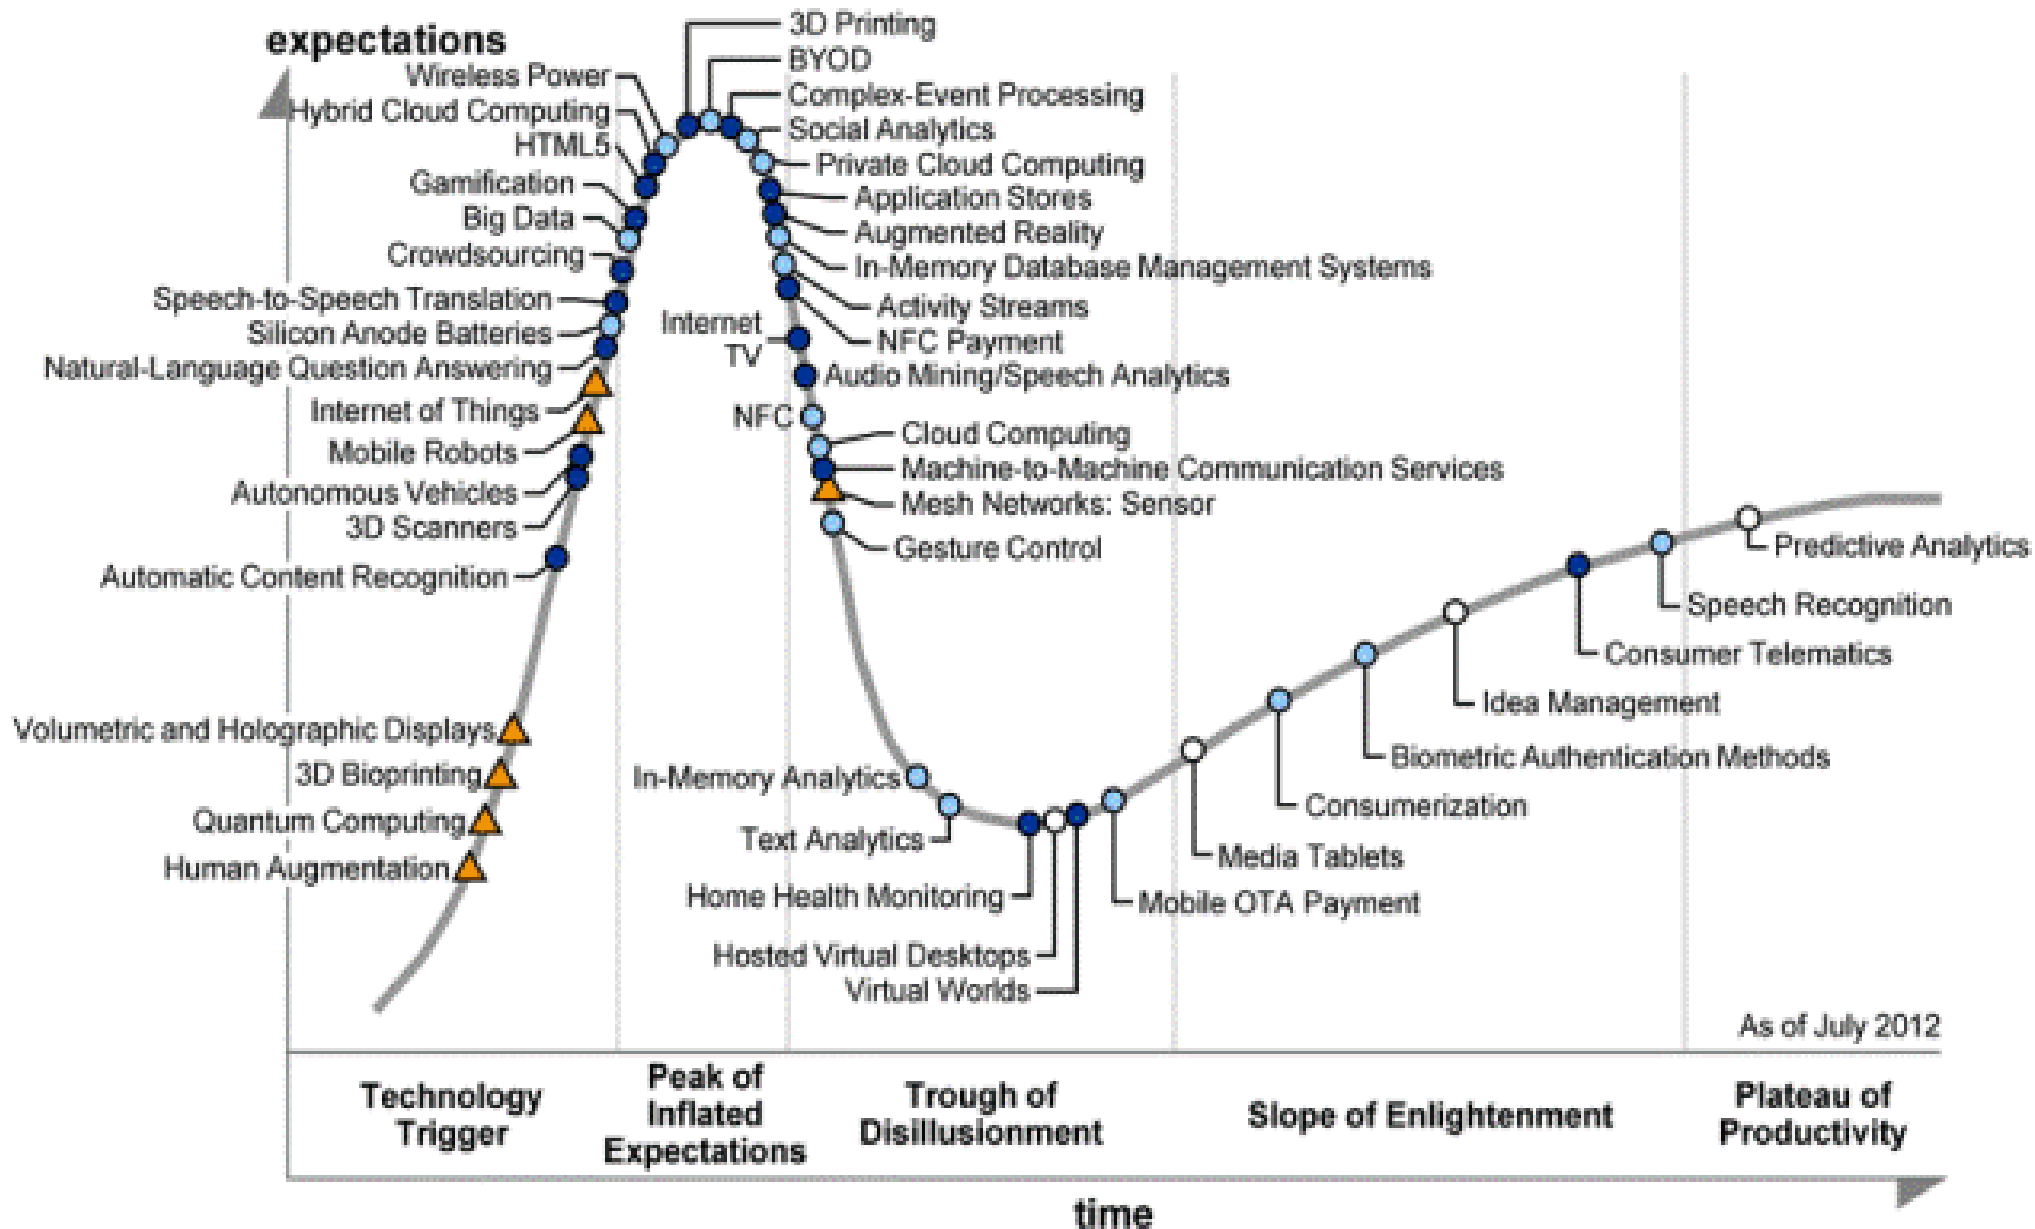 expectations
3D Printing
BYOD
Wireless Power
Complex-Event Processing
Hybrid Cloud Computing
Social Analytics
HTML5
Private Cloud Computing
Gamification
Application Stores
Big Data
Augmented Reality
Crowdsourcing
In-Memory Database Management Systems
Speech-to-Speech Translation
Activity Streams
Silicon Anode Batteries
Internet
TV
NFC Payment
Natural-Language Question Answering
Audio Mining/Speech Analytics
Internet of Things
NFC
Cloud Computing
Mobile Robots
Machine-to-Machine Communication Services
Autonomous Vehicles
Mesh Networks: Sensor
3D Scanners
Gesture Control
Predictive Analytics
Automatic Content Recognition
Speech Recognition
Consumer Telematics
Idea Management
Volumetric and Holographic Displays
Biometric Authentication Methods
3D Bioprinting
In-Memory Analytics
Consumerization
Quantum Computing
Text Analytics
Media Tablets
Human Augmentation
Home Health Monitoring
Mobile OTA Payment
Hosted Virtual Desktops
Virtual Worlds
As of July 2012
Technology
Trigger
Peak of
Inflated
Expectations
Trough of
Disillusionment
Slope of Enlightenment
Plateau of
Productivity
time